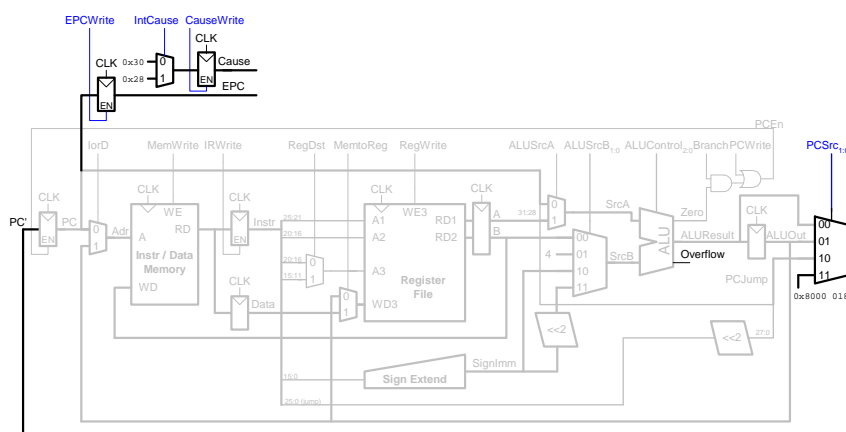 EPCWrite IntCause CauseWrite
CLK
0x30 0 Cause
CLK
0x28 1 EN
EPC
EN
PCEn
IorD MemWrite IRWrite RegDst MemtoReg RegWrite ALUSrcA ALUSrcB1:0 ALUControl2:0 Branch PCWrite PCSrc1:0
CLK CLK CLK CLK CLK
PC' PC 0 Adr A WE RD Instr 25:21 A1 WE3 RD1 A 31:28 0 SrcA Zero CLK 00
EN 1 Instr / Data Memory EN 20:16 A2 RD2 B 1 00 ALU ALUResult ALUOut 01
20:16 0 A3 4 01 SrcB Overflow 10
15:11 1 Register File 10 PCJump 11
WD CLK Data 0 WD3 11 0x8000 018
1
<<2 <<2 27:0
SignImm
15:0 Sign Extend
25:0 (jump)